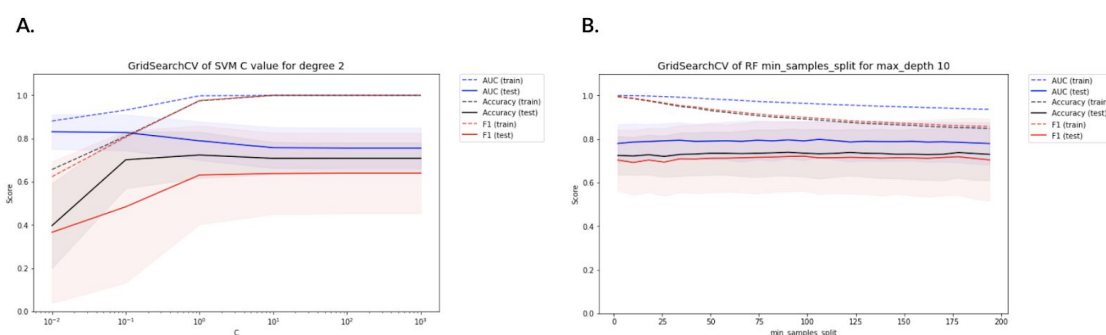 A.
B.
GridSearchCV of SVM C value for degree 2
1.0
0.8
0.6
0.4
0.2
0.0
Score
10⁻²
10⁻¹
10⁰
10¹
10²
10³
C
AUC (train)
AUC (test)
Accuracy (train)
Accuracy (test)
F1 (train)
F1 (test)
GridSearchCV of RF min_samples_split for max_depth 10
1.0
0.8
0.6
0.4
0.2
0.0
Score
0
25
50
75
100
125
150
175
200
min_samples_split
AUC (train)
AUC (test)
Accuracy (train)
Accuracy (test)
F1 (train)
F1 (test)